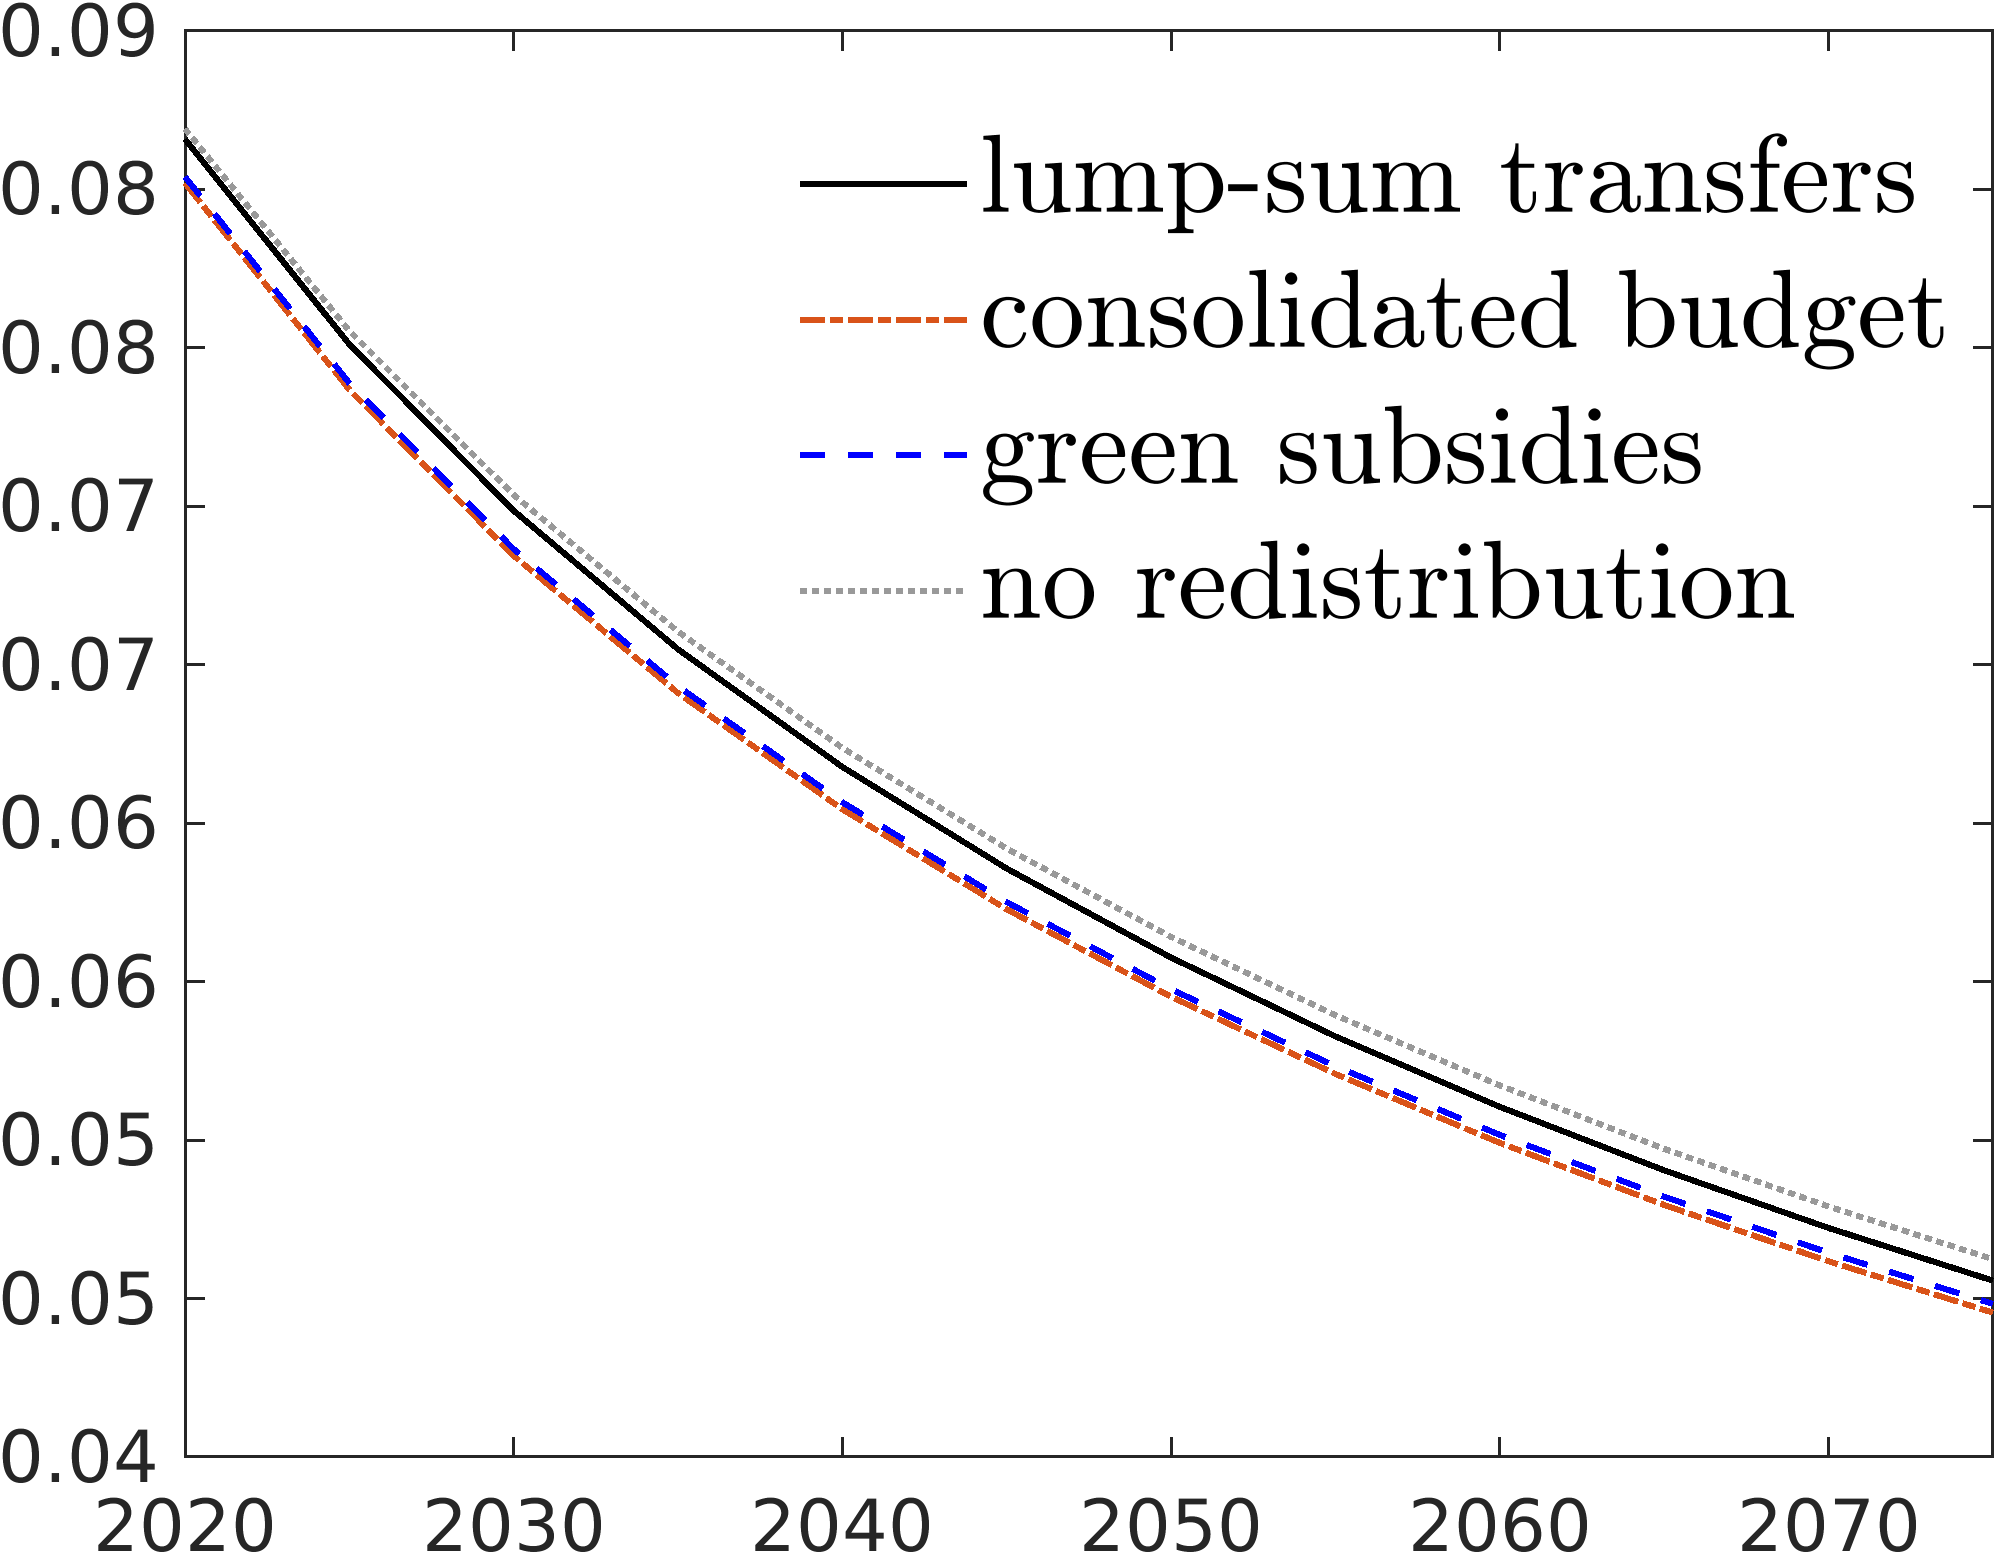 0.09
0.08
0.08
0.07
0.07
0.06
0.06
0.05
0.05
0.04
2020 2030 2040 2050 2060 2070
lump-sum transfers
consolidated budget
green subsidies
no redistribution